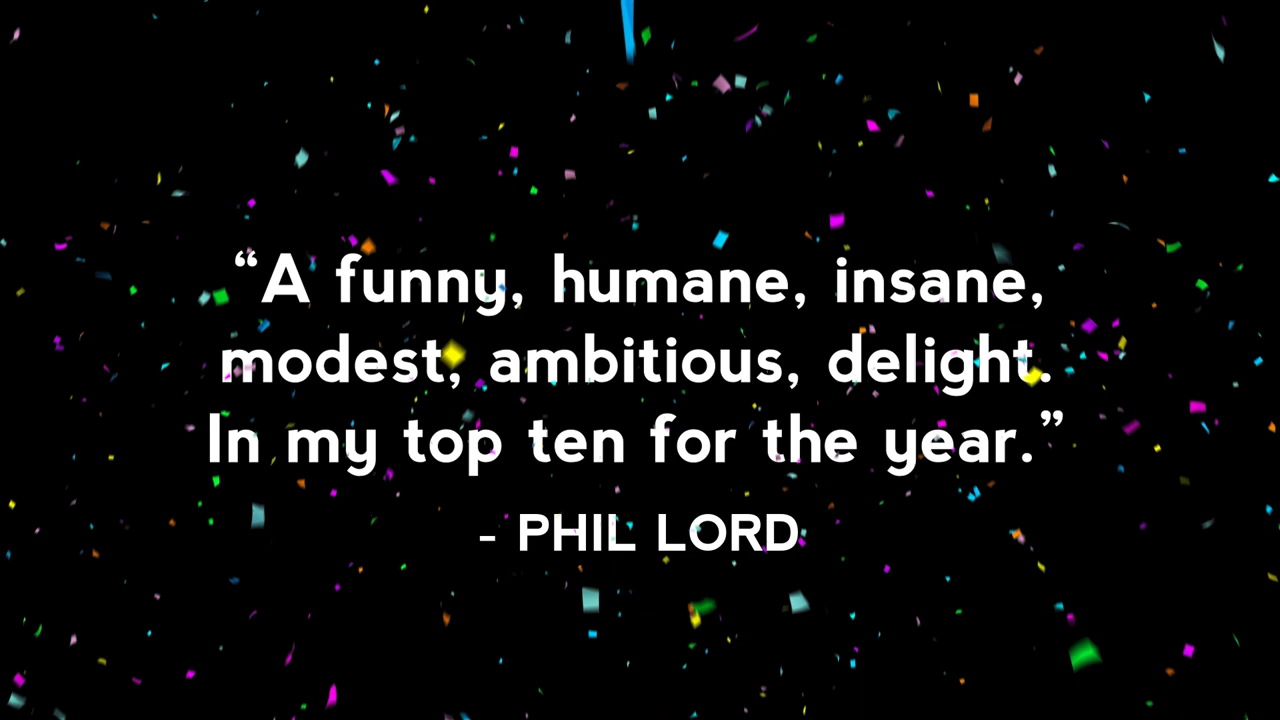 “A funny, humane, insane,
modest, ambitious, delight.
In my top ten for the year.”
- PHIL LORD